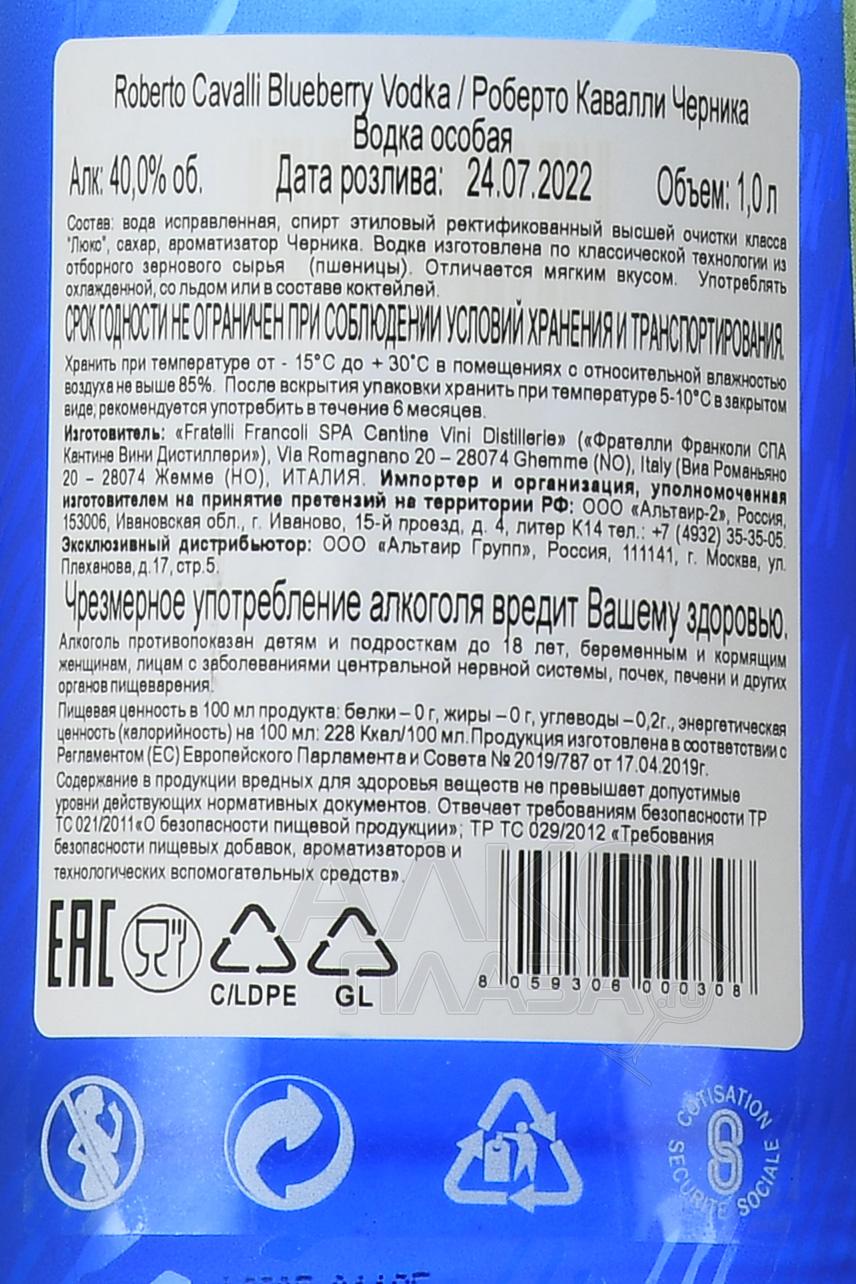 Roberto Cavalli Blueberry Vodka / Роберто Кавалли Черника
Водка особая
Алк: 40,0% об. Дата розлива: 24.07.2022 Объем: 1,0 л
Состав: вода исправленная, спирт этиловый ректификованный высшей очистки класса
"Люкс", сахар, ароматизатор Черника. Водка изготовлена по классической технологии из
отборного зернового сырья (пшеницы). Отличается мягким вкусом. Употреблять
охлажденной, со льдом или в составе коктейлей.
СРОК ГОДНОСТИ НЕ ОГРАНИЧЕН ПРИ СОБЛЮДЕНИИ УСЛОВИЙ ХРАНЕНИЯ И ТРАНСПОРТИРОВАНИЯ.
Хранить при температуре от - 15°С до + 30°С в помещениях с относительной влажностью
воздуха не выше 85%. После вскрытия упаковки хранить при температуре 5-10°С в закрытом
виде, рекомендуется употребить в течение 6 месяцев.
Изготовитель: «Fratelli Francoli SPA Cantine Vini Distillerie» («Фрателли Франколи СПА
Кантине Вини Дистиллери»), Via Romagnano 20 – 28074 Ghemme (NO), Italy (Виа Романьяно
20 – 28074 Жемме (НО), ИТАЛИЯ. Импортер и организация, уполномоченная
изготовителем на принятие претензий на территории РФ: ООО «Альтаир-2», Россия,
153006, Ивановская обл., г. Иваново, 15-й проезд, д. 4, литер К14 тел.: +7 (4932) 35-35-05.
Эксклюзивный дистрибьютор: ООО «Альтаир Групп», Россия, 111141, г. Москва, ул.
Плеханова, д.17, стр.5.
Чрезмерное употребление алкоголя вредит Вашему здоровью.
Алкоголь противопоказан детям и подросткам до 18 лет, беременным и кормящим
женщинам, лицам с заболеваниями центральной нервной системы, почек, печени и других
органов пищеварения.
Пищевая ценность в 100 мл продукта: белки – 0 г, жиры – 0 г, углеводы – 0,2г., энергетическая
ценность (калорийность) на 100 мл: 228 Ккал/100 мл. Продукция изготовлена в соответствии с
Регламентом (ЕС) Европейского Парламента и Совета № 2019/787 от 17.04.2019г.
Содержание в продукции вредных для здоровья веществ не превышает допустимые
уровни действующих нормативных документов. Отвечает требованиям безопасности ТР
ТС 021/2011«О безопасности пищевой продукции»; ТР ТС 029/2012 «Требования
безопасности пищевых добавок, ароматизаторов и
технологических вспомогательных средств».
EAC
C/LDPE GL
8 059306 000308
АЛКО
ПЛАЗА.ru
COTISATION
SECURITE SOCIALE